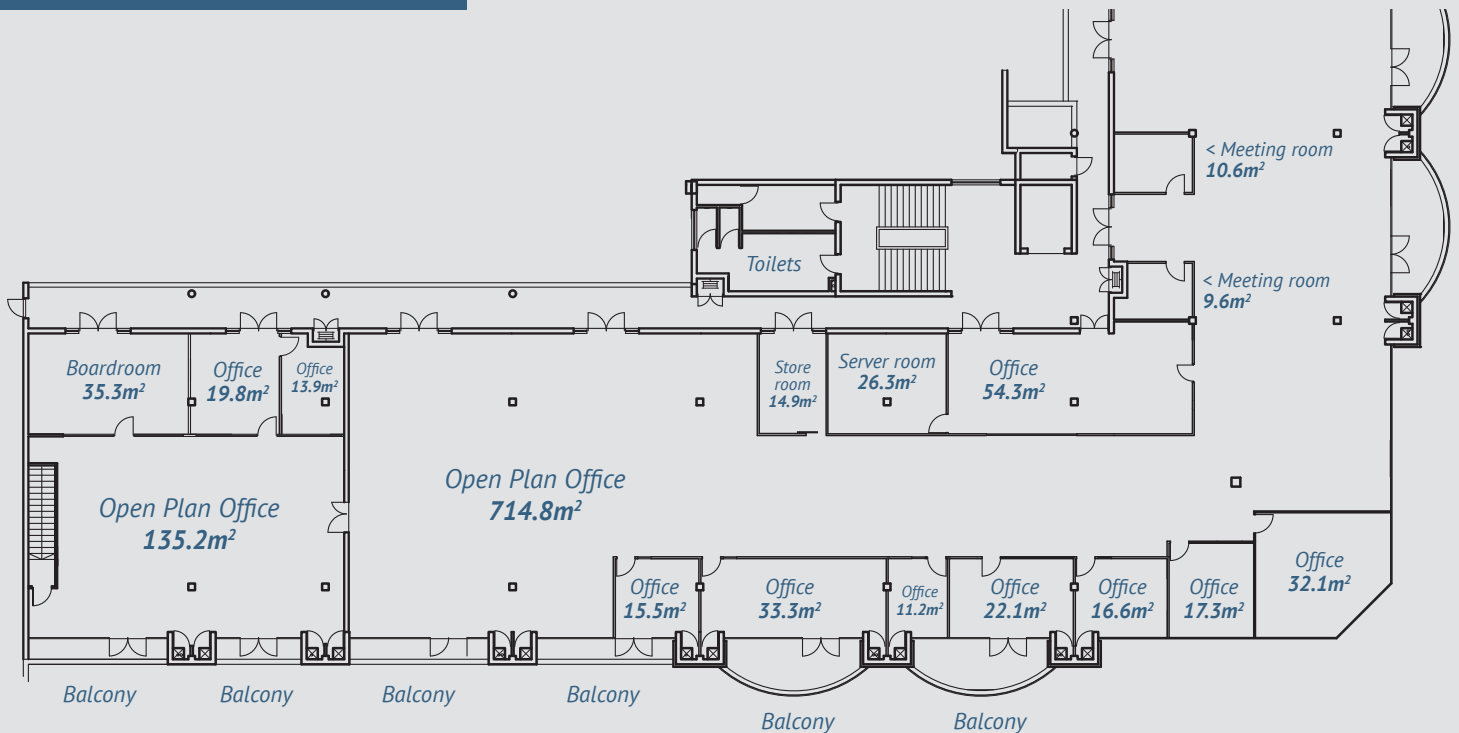 < Meeting room
10.6m²
Toilets
< Meeting room
9.6m²
Boardroom
35.3m²
Office
19.8m²
Office
13.9m²
Store
room
14.9m²
Server room
26.3m²
Office
54.3m²
Open Plan Office
135.2m²
Open Plan Office
714.8m²
Office
15.5m²
Office
33.3m²
Office
11.2m²
Office
22.1m²
Office
16.6m²
Office
17.3m²
Office
32.1m²
Balcony
Balcony
Balcony
Balcony
Balcony
Balcony